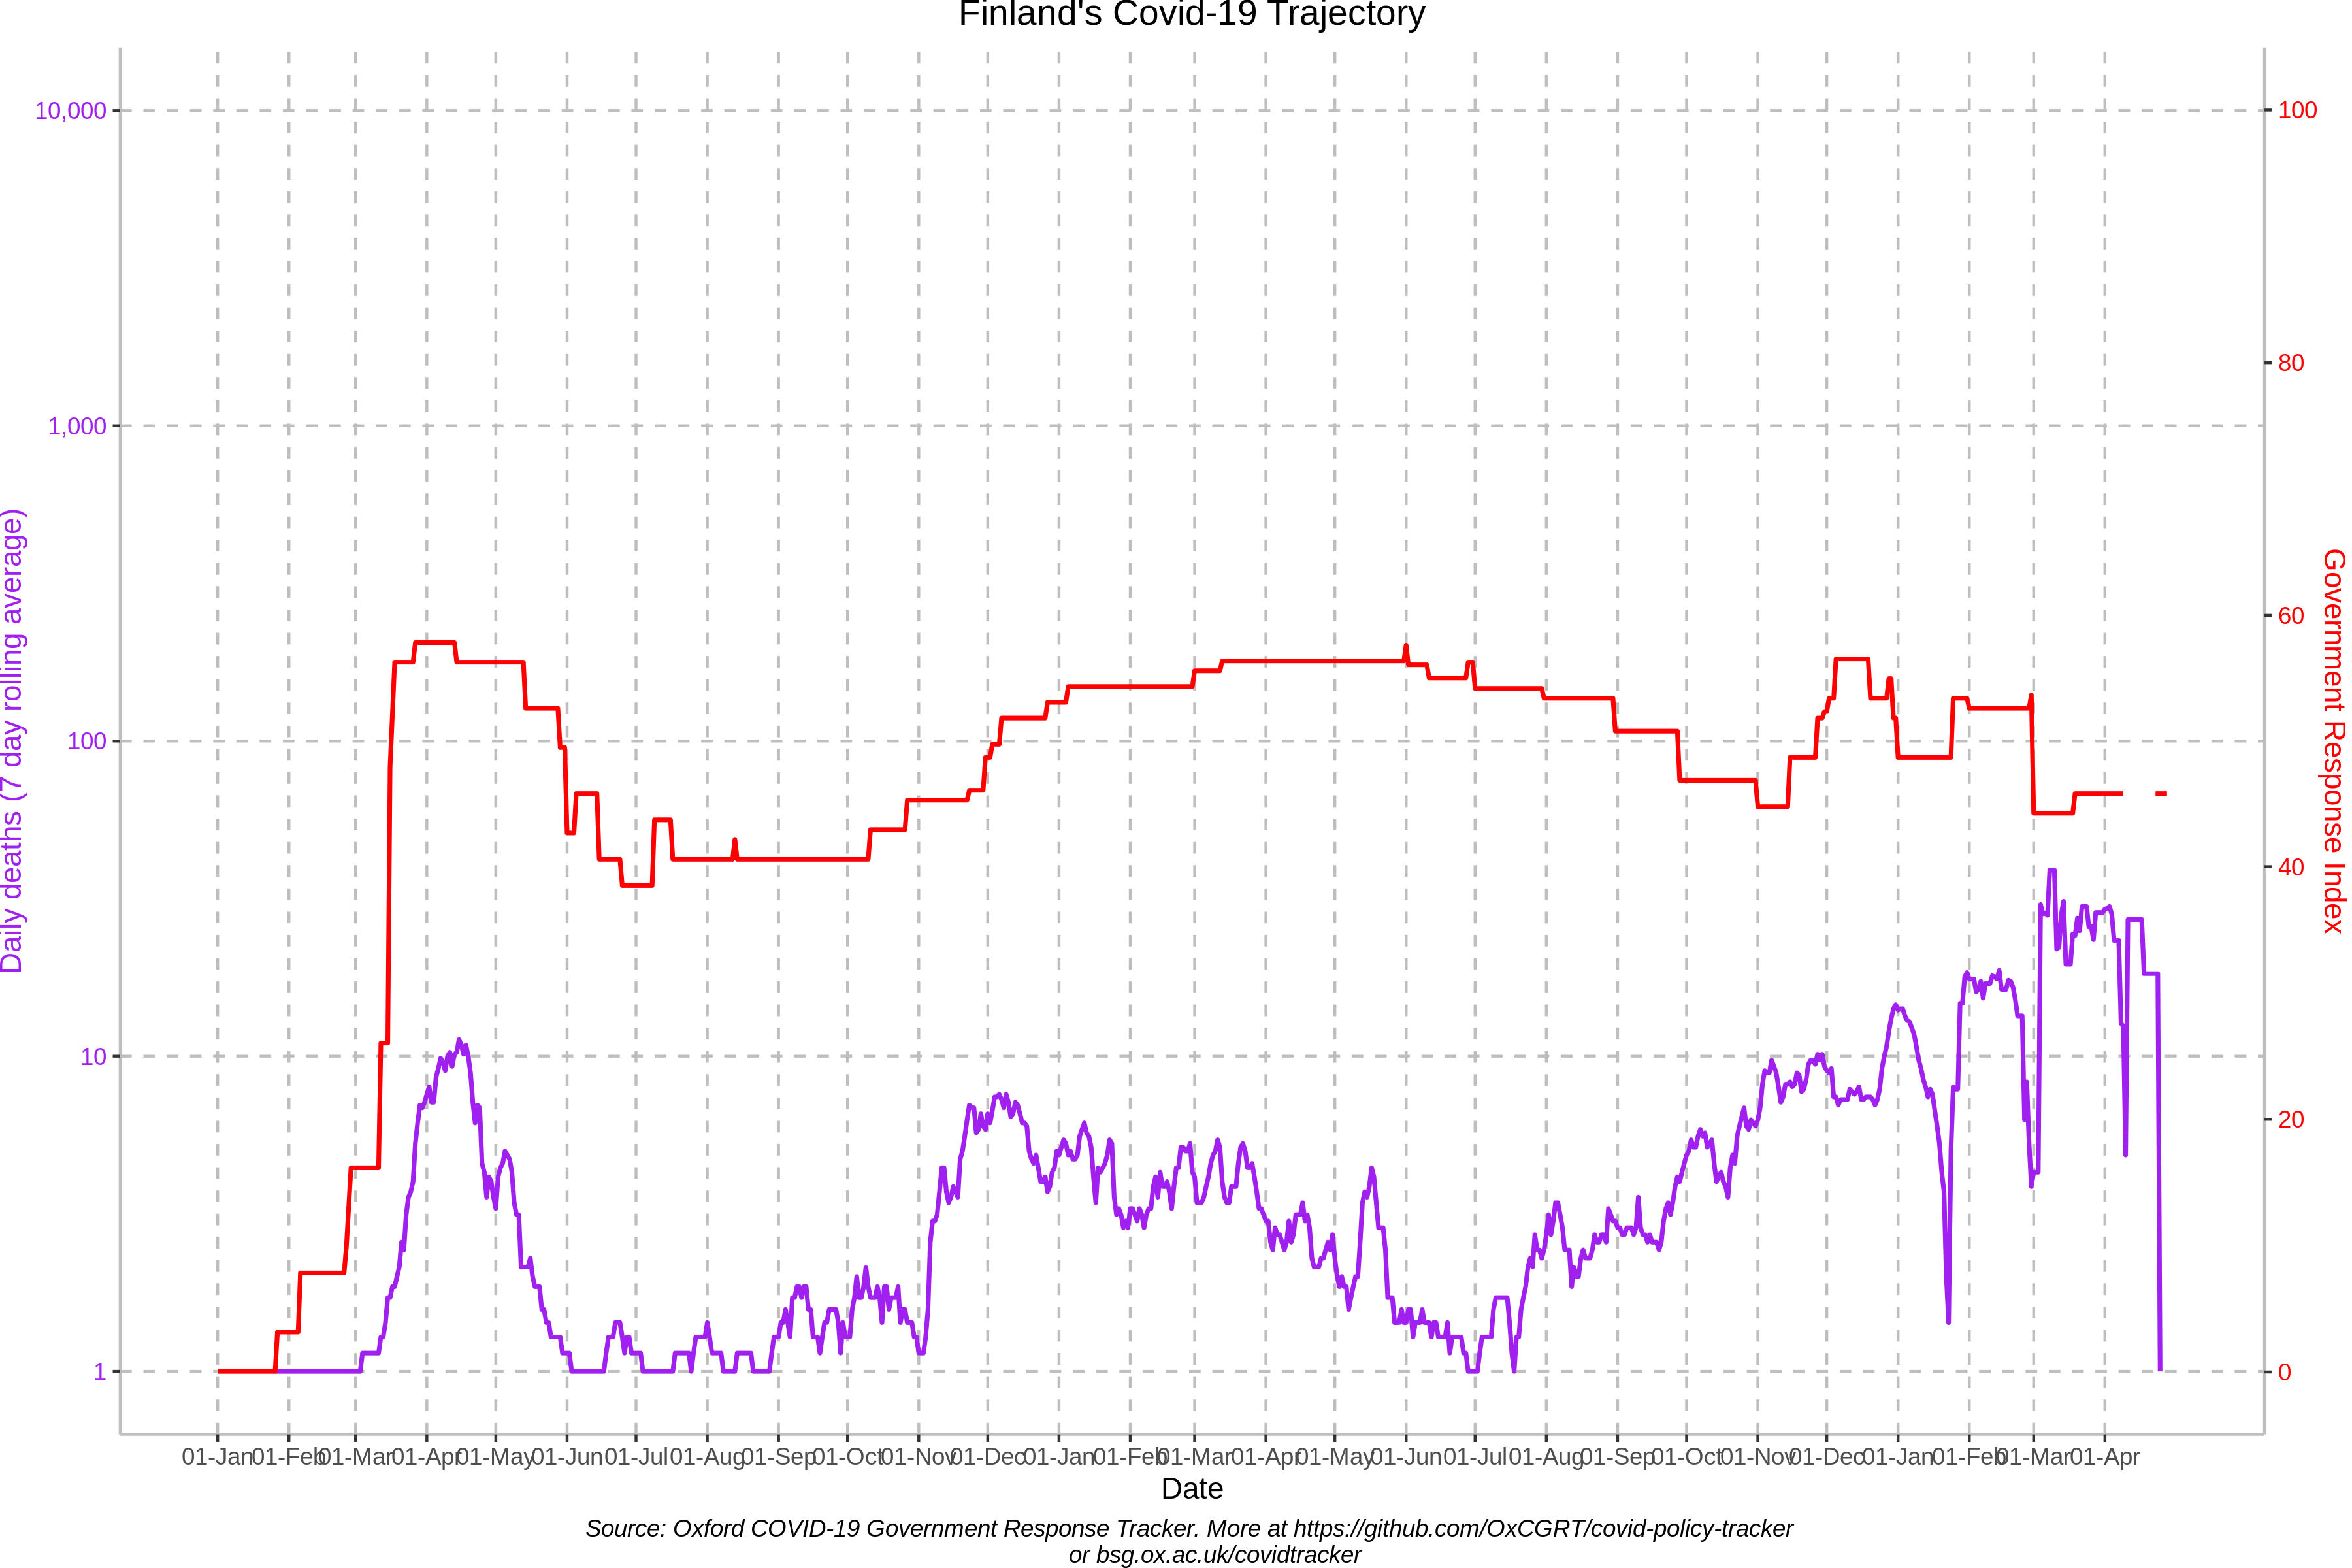 Finland's Covid-19 Trajectory
10,000
1,000
100
10
1
Daily deaths (7 day rolling average)
100
80
60
40
20
0
Government Response Index
01-Jan 01-Feb 01-Mar 01-Apr 01-May 01-Jun 01-Jul 01-Aug 01-Sep 01-Oct 01-Nov 01-Dec 01-Jan 01-Feb 01-Mar 01-Apr 01-May 01-Jun 01-Jul 01-Aug 01-Sep 01-Oct 01-Nov 01-Dec 01-Jan 01-Feb 01-Mar 01-Apr
Date
Source: Oxford COVID-19 Government Response Tracker. More at https://github.com/OxCGRT/covid-policy-tracker
or bsg.ox.ac.uk/covidtracker